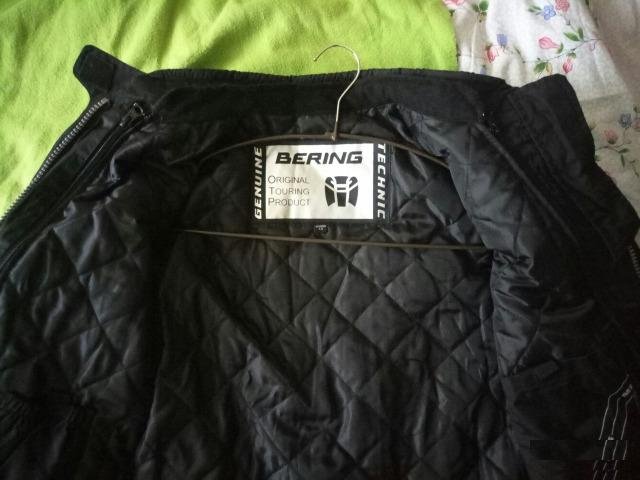 GENUINE
BERING
ORIGINAL
TOURING
PRODUCT
TECHNIC